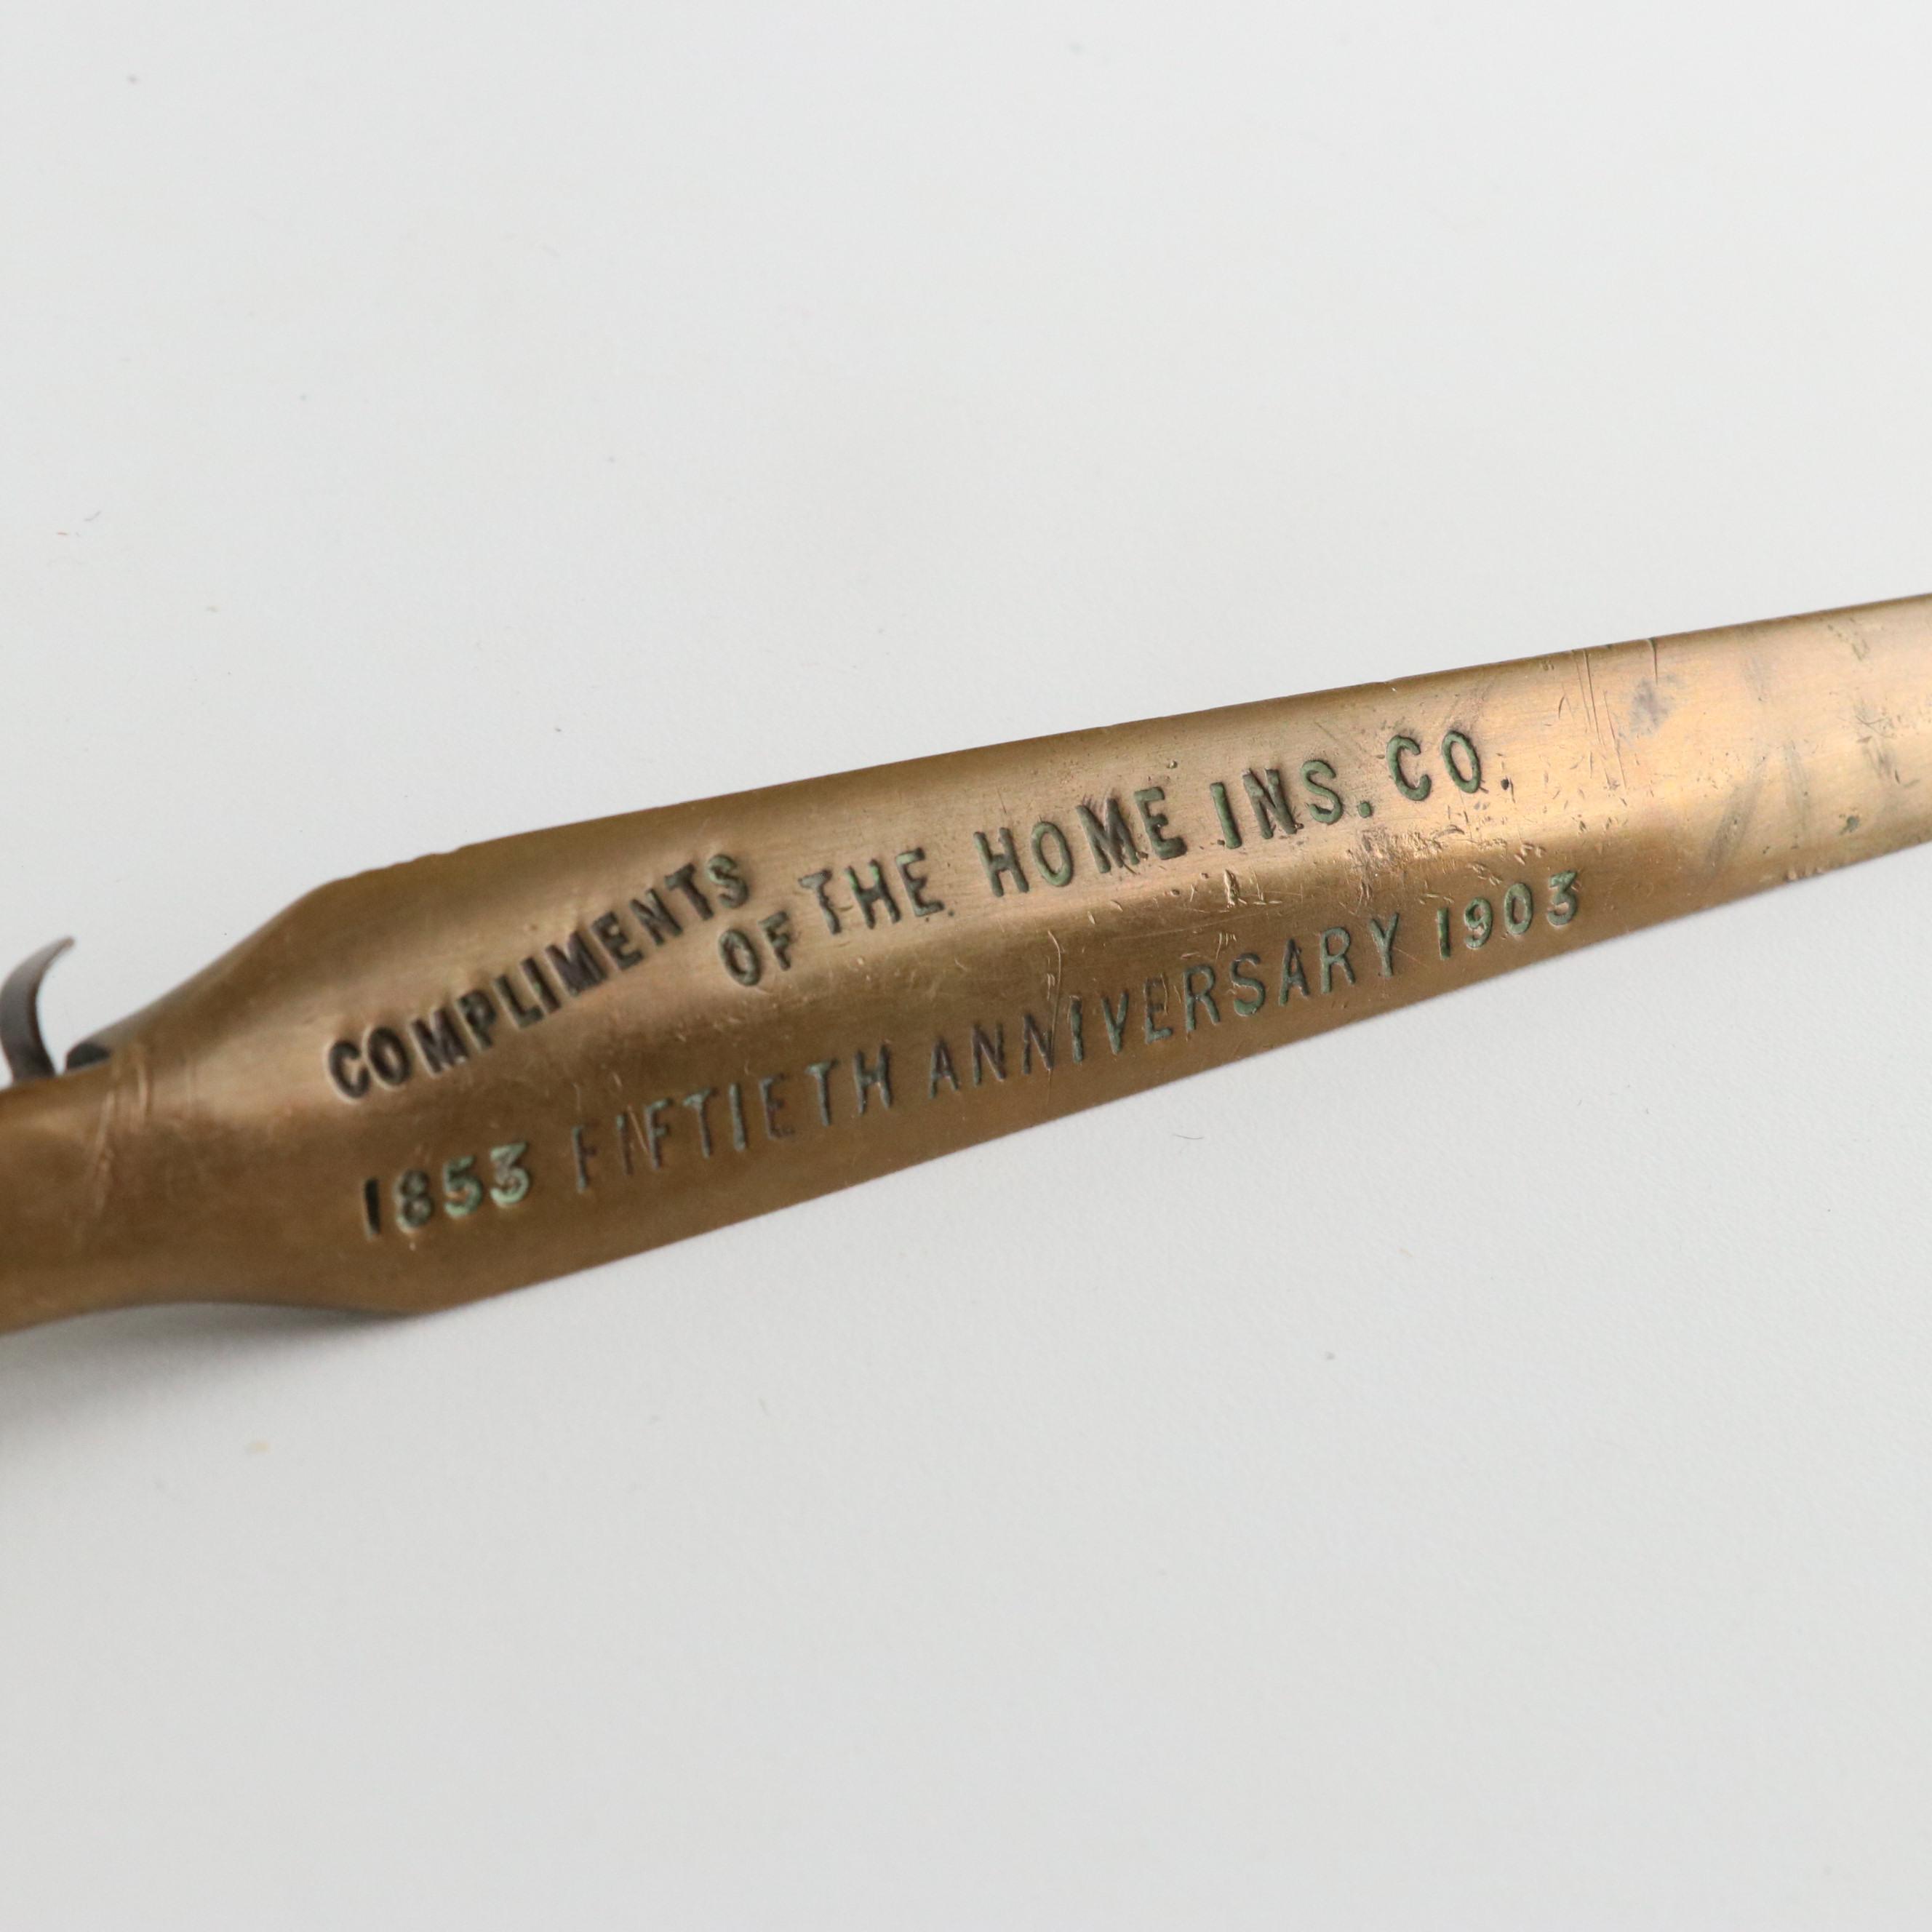 COMPLIMENTS
OF THE HOME INS. CO.
1853 FIFTIETH ANNIVERSARY 1903